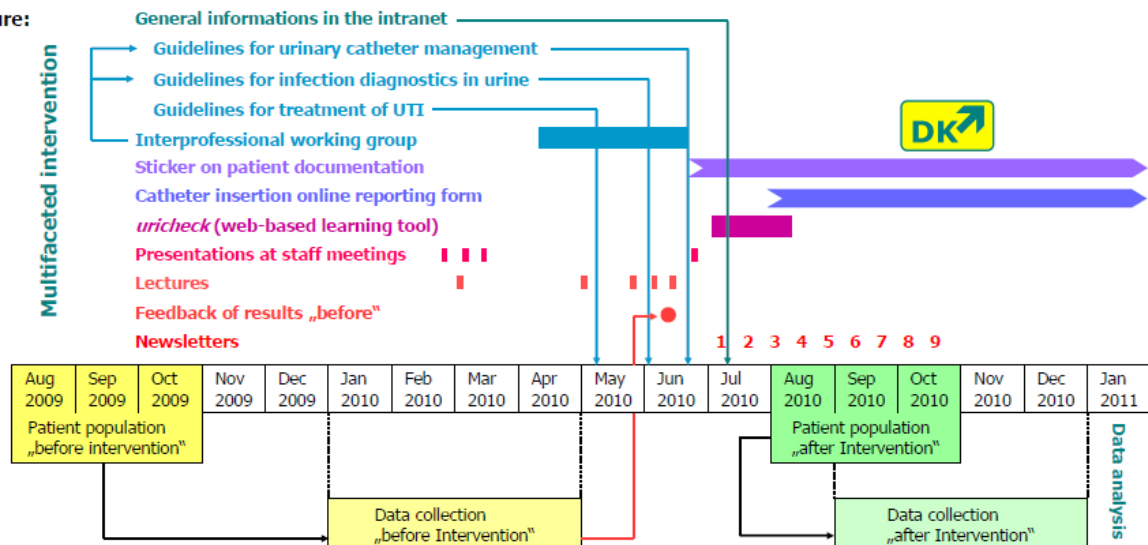 ure:
General informations in the intranet
Guidelines for urinary catheter management
Guidelines for infection diagnostics in urine
Guidelines for treatment of UTI
Interprofessional working group
Sticker on patient documentation
Catheter insertion online reporting form
uricheck (web-based learning tool)
Presentations at staff meetings
Lectures
Feedback of results „before“
Newsletters
Multifaceted intervention
DK
1 2 3 4 5 6 7 8 9
Aug 2009
Sep 2009
Oct 2009
Nov 2009
Dec 2009
Jan 2010
Feb 2010
Mar 2010
Apr 2010
May 2010
Jun 2010
Jul 2010
Aug 2010
Sep 2010
Oct 2010
Nov 2010
Dec 2010
Jan 2011
Patient population
„before intervention“
Patient population
„after Intervention“
Data collection
„before Intervention“
Data collection
„after Intervention“
Data analysis